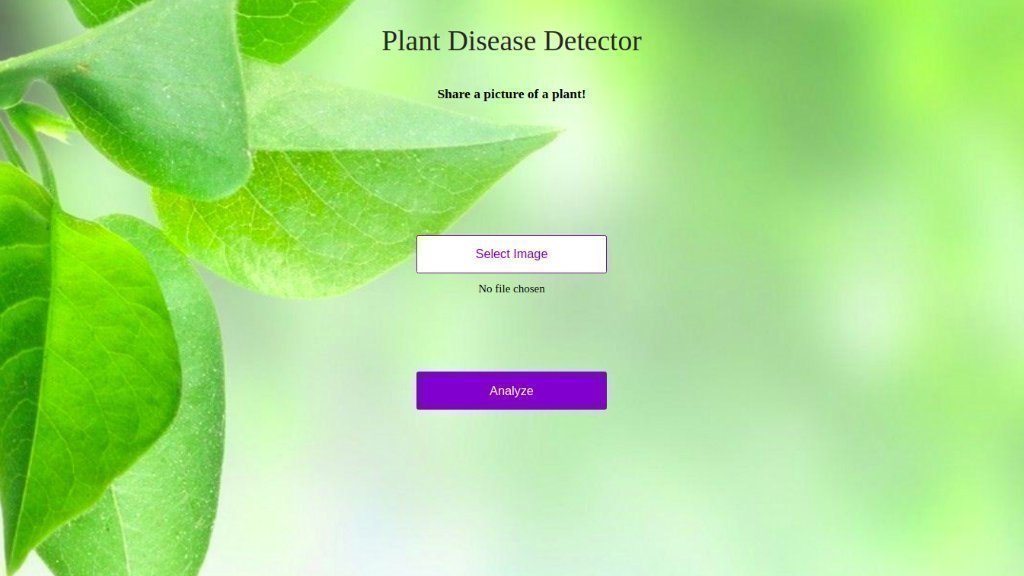 Plant Disease Detector
Share a picture of a plant!
Select Image
No file chosen
Analyze